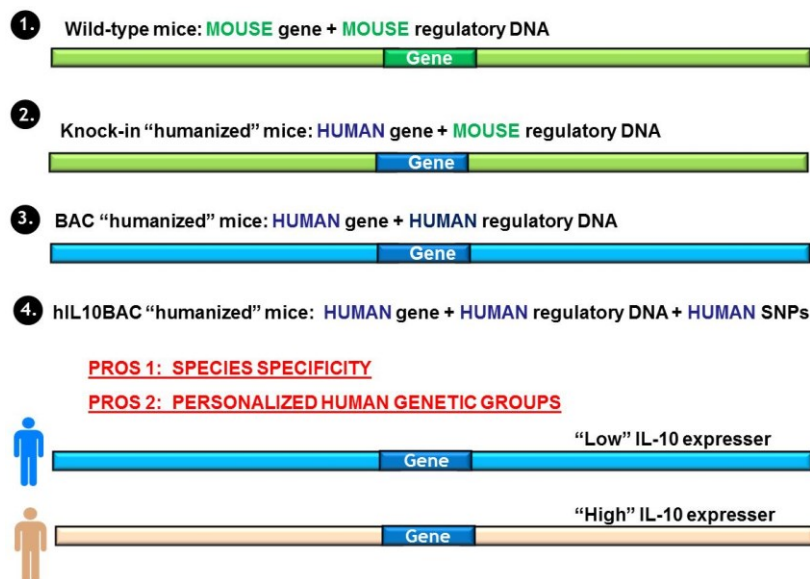 1.
Wild-type mice: MOUSE gene + MOUSE regulatory DNA
Gene
2.
Knock-in “humanized” mice: HUMAN gene + MOUSE regulatory DNA
Gene
3.
BAC “humanized” mice: HUMAN gene + HUMAN regulatory DNA
Gene
4.
hIL10BAC “humanized” mice: HUMAN gene + HUMAN regulatory DNA + HUMAN SNPs
PROS 1: SPECIES SPECIFICITY
PROS 2: PERSONALIZED HUMAN GENETIC GROUPS
“Low” IL-10 expresser
Gene
“High” IL-10 expresser
Gene